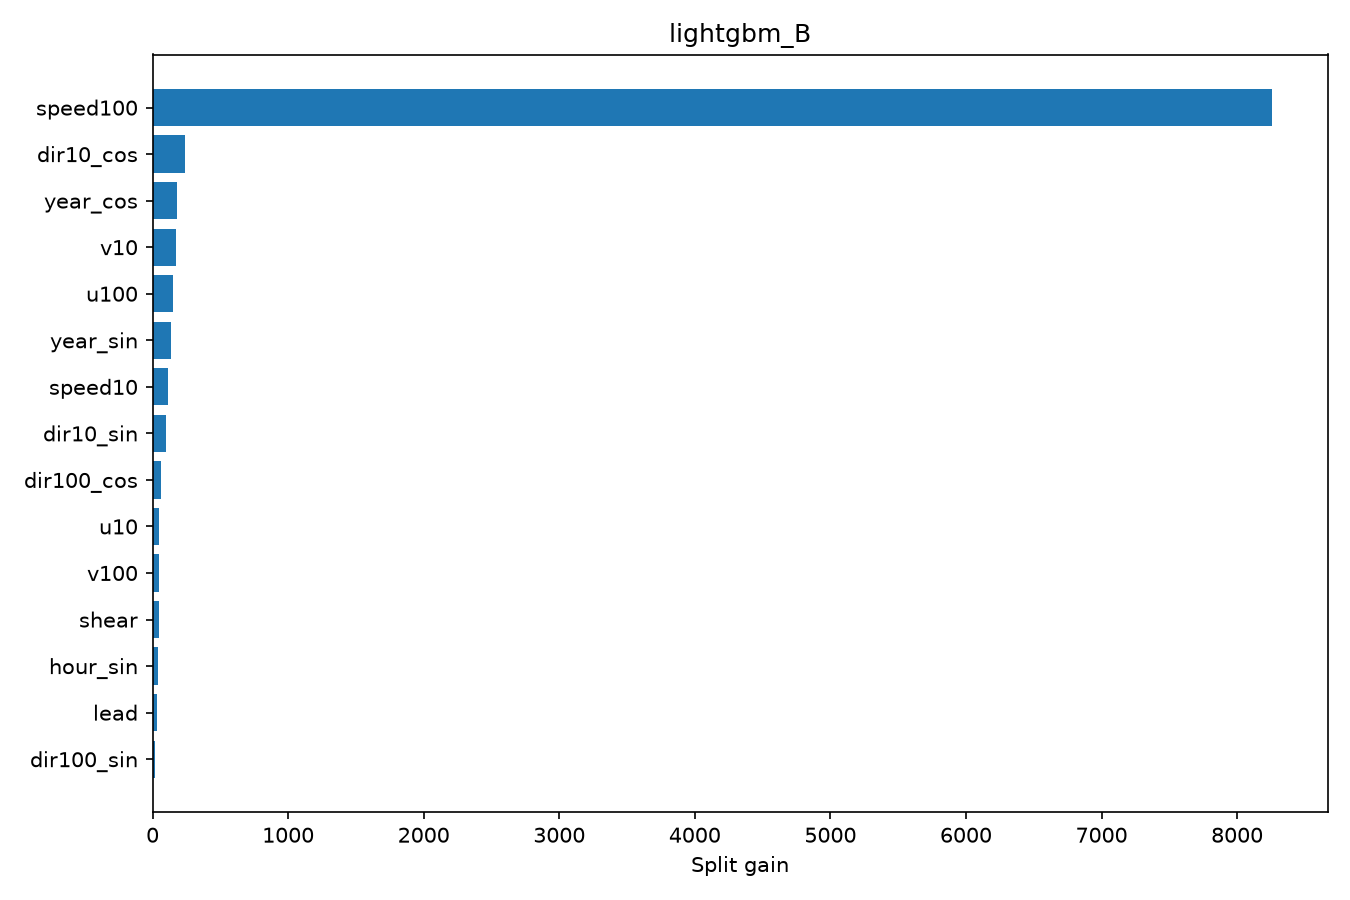 lightgbm_B
speed100
dir10_cos
year_cos
v10
u100
year_sin
speed10
dir10_sin
dir100_cos
u10
v100
shear
hour_sin
lead
dir100_sin
0 1000 2000 3000 4000 5000 6000 7000 8000
Split gain